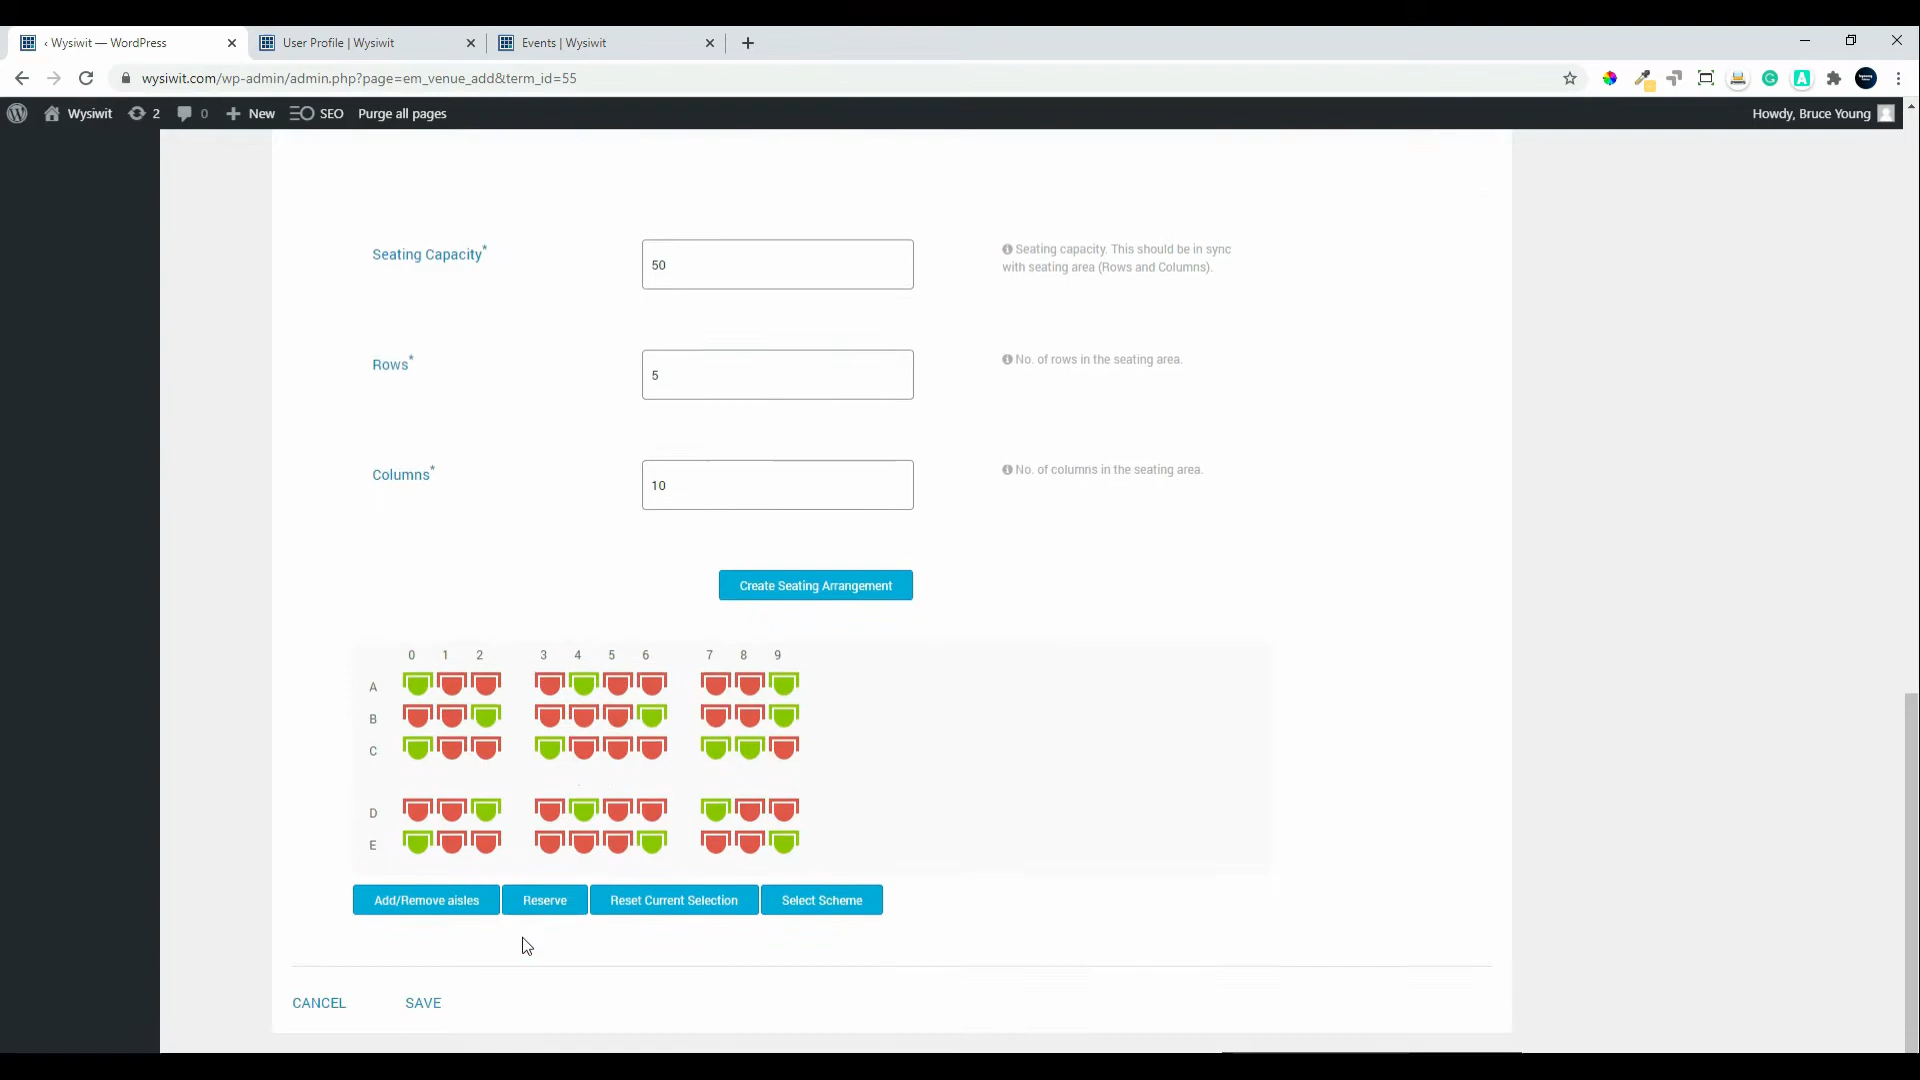 ‹ Wysiwit — WordPress
User Profile | Wysiwit
Events | Wysiwit
wysiwit.com/wp-admin/admin.php?page=em_venue_add&term_id=55
Wysiwit 2 0 New SEO Purge all pages Howdy, Bruce Young
Seating Capacity* 50
Seating capacity. This should be in sync
with seating area (Rows and Columns).
Rows* 5 No. of rows in the seating area.
Columns* 10 No. of columns in the seating area.
Create Seating Arrangement
0 1 2 3 4 5 6 7 8 9
A
B
C
D
E
Add/Remove aisles Reserve Reset Current Selection Select Scheme
CANCEL SAVE